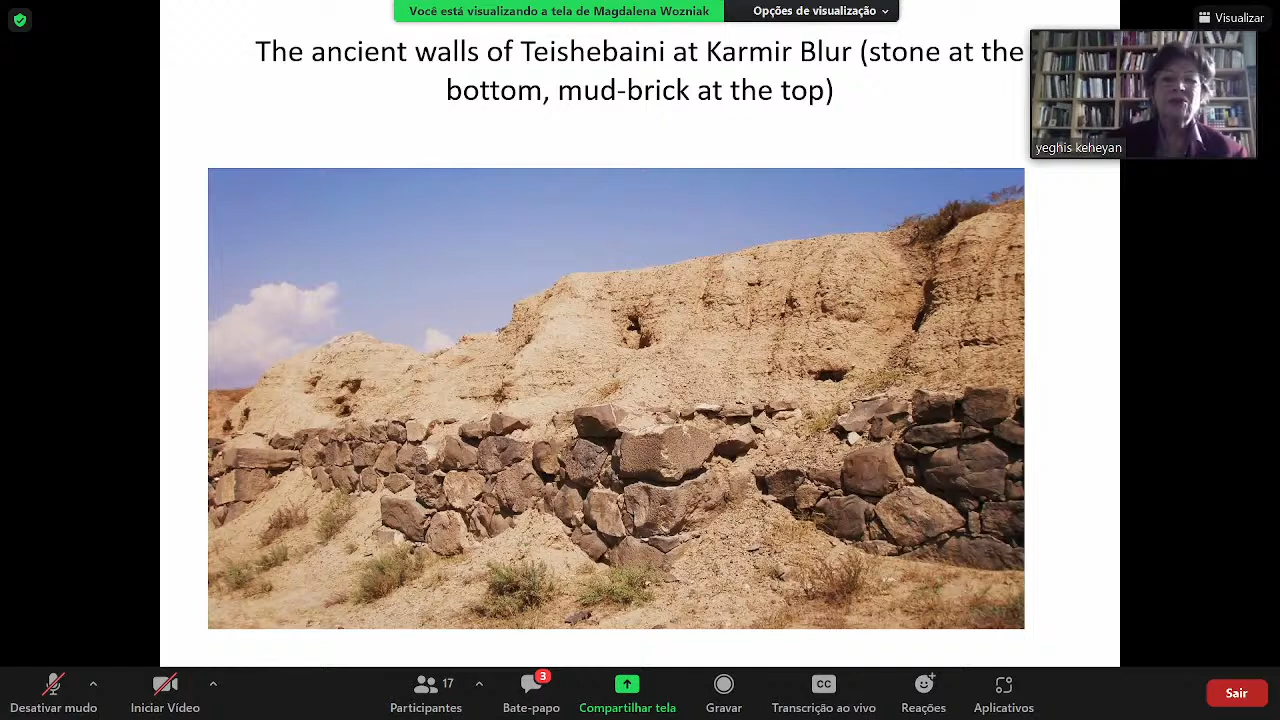 Você está visualizando a tela de Magdalena Wozniak
Opções de visualização
Visualizar
The ancient walls of Teishebaini at Karmir Blur (stone at the
bottom, mud-brick at the top)
yeghis keheyan
Desativar mudo
Iniciar Vídeo
17
Participantes
3
Bate-papo
Compartilhar tela
Gravar
CC
Transcrição ao vivo
Reações
Aplicativos
Sair